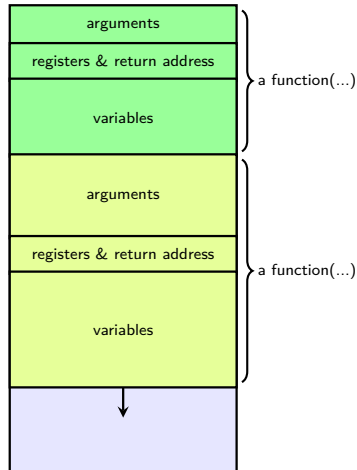 arguments
registers & return address
a function(...)
variables
arguments
registers & return address
a function(...)
variables